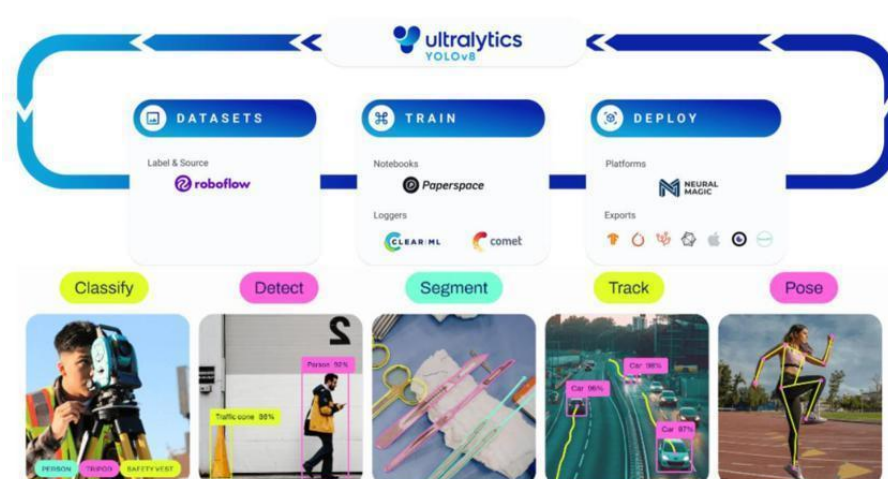 ultralytics
YOLOv8
DATASETS
Label & Source
roboflow
TRAIN
Notebooks
Paperspace
Loggers
CLEAR ML
comet
DEPLOY
Platforms
NEURAL
MAGIC
Exports
Classify
Detect
Segment
Track
Pose
PERSON
TRIPOD
SAFETY VEST
2
Person 92%
Traffic cone
Car 98%
Car 96%
Car 97%